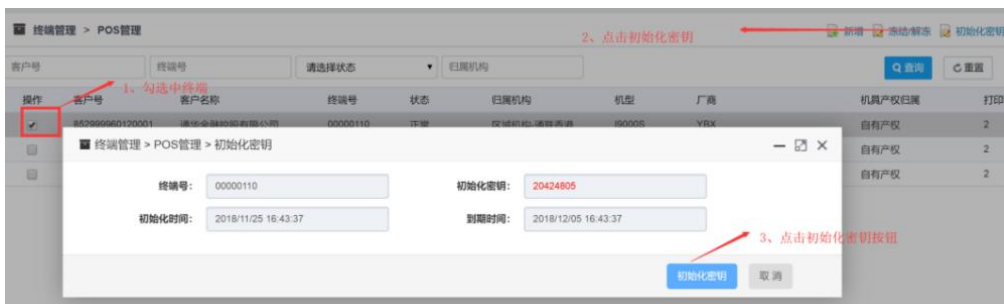 终端管理 > POS管理
2、点击初始化密钥
新增 冻结/解冻 初始化密钥
客户号 终端号 请选择状态 归属机构 查询 重置
1、勾选中终端
操作 客户号 客户名称 终端号 状态 归属机构 机型 厂商 机具产权归属 打印
852999960120001 00000110 正常 I9000S YBX 自有产权 2
终端管理 > POS管理 > 初始化密钥
自有产权 2
终端号: 00000110 初始化密钥: 20424805
自有产权 2
初始化时间: 2018/11/25 16:43:37 到期时间: 2018/12/05 16:43:37
3、点击初始化密钥按钮
初始化密钥 取消